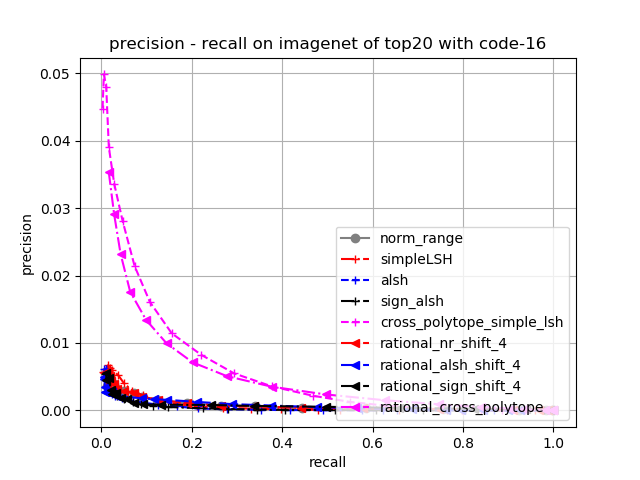 precision - recall on imagenet of top20 with code-16
0.05
0.04
0.03
0.02
0.01
0.00
precision
norm_range
simpleLSH
alsh
sign_alsh
cross_polytope_simple_lsh
rational_nr_shift_4
rational_alsh_shift_4
rational_sign_shift_4
rational_cross_polytope
0.0 0.2 0.4 0.6 0.8 1.0
recall